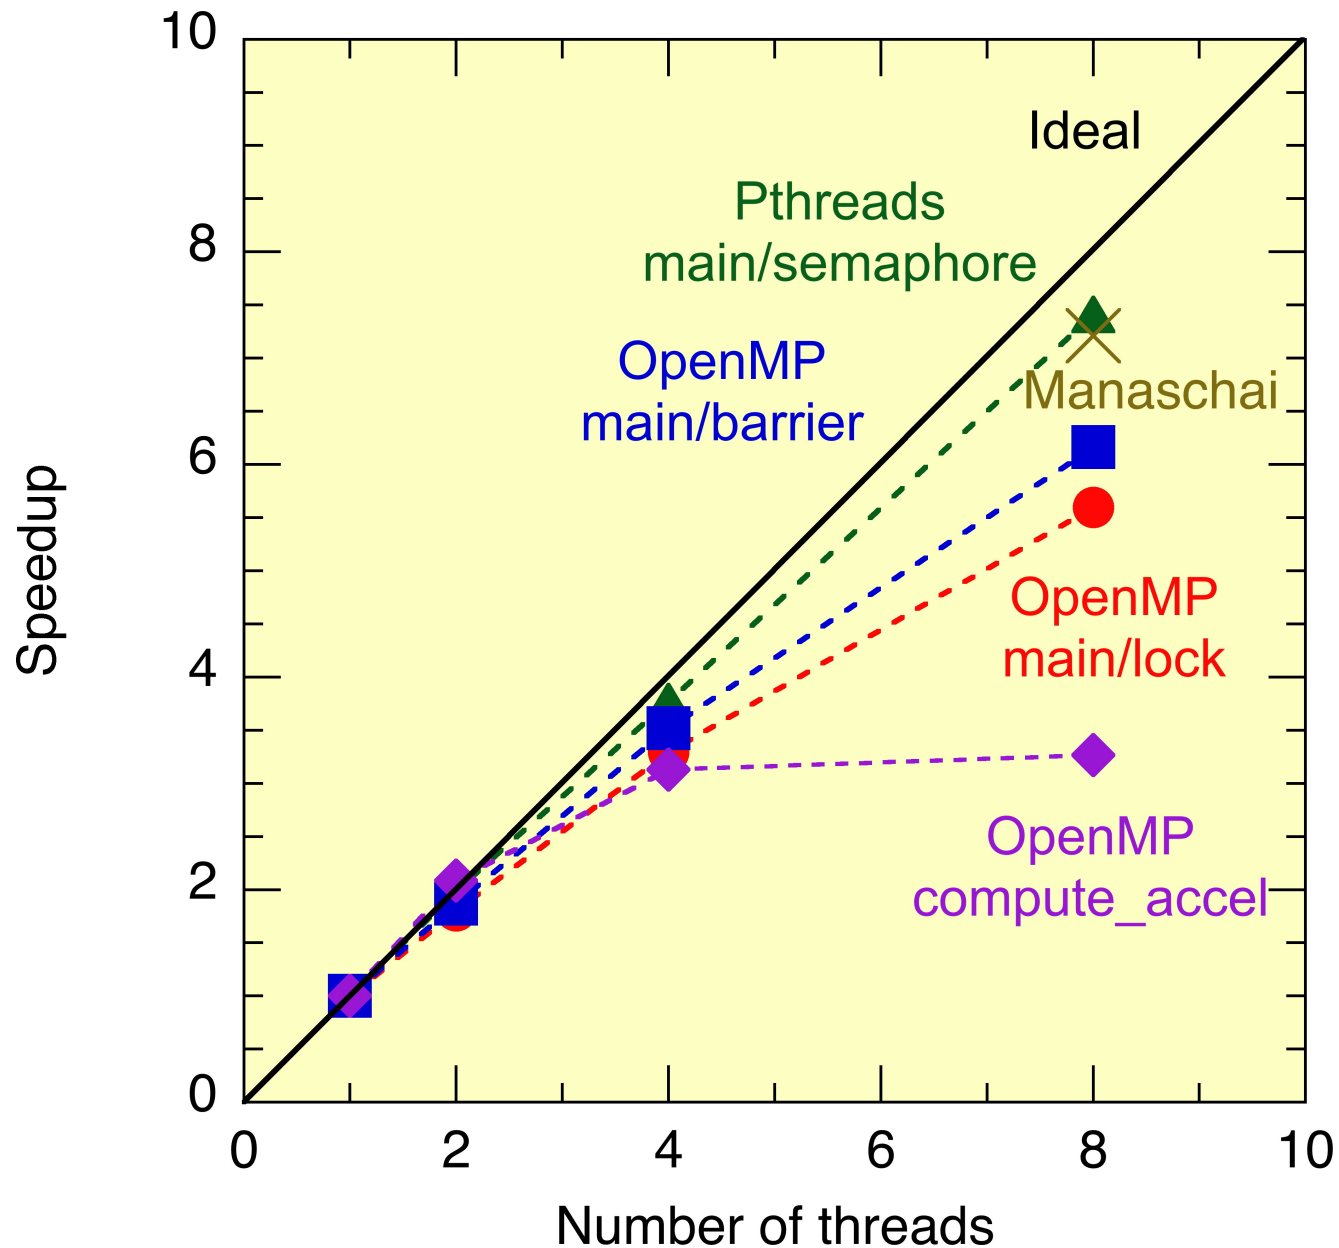 10
Ideal
Pthreads
main/semaphore
8
OpenMP
main/barrier
Manaschai
6
Speedup
OpenMP
main/lock
4
OpenMP
compute_accel
2
0
0 2 4 6 8 10
Number of threads